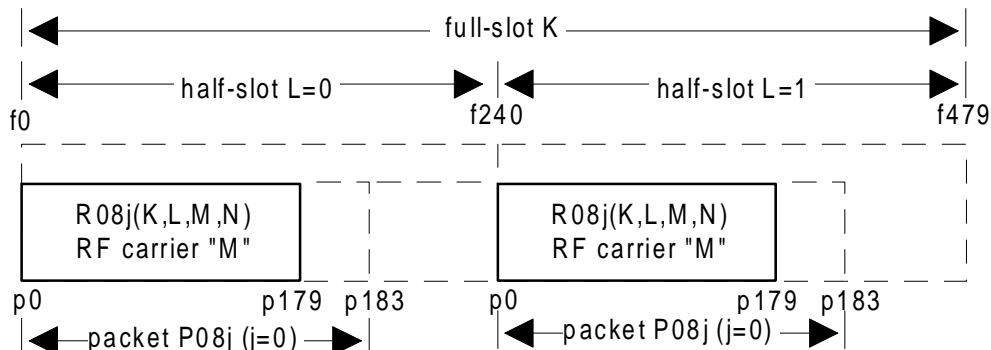 full-slot K
half-slot L=0 half-slot L=1
f0 f240 f479
R08j(K,L,M,N) R08j(K,L,M,N)
RF carrier "M" RF carrier "M"
p0 p179 p183 p0 p179 p183
packet P08j (j=0) packet P08j (j=0)